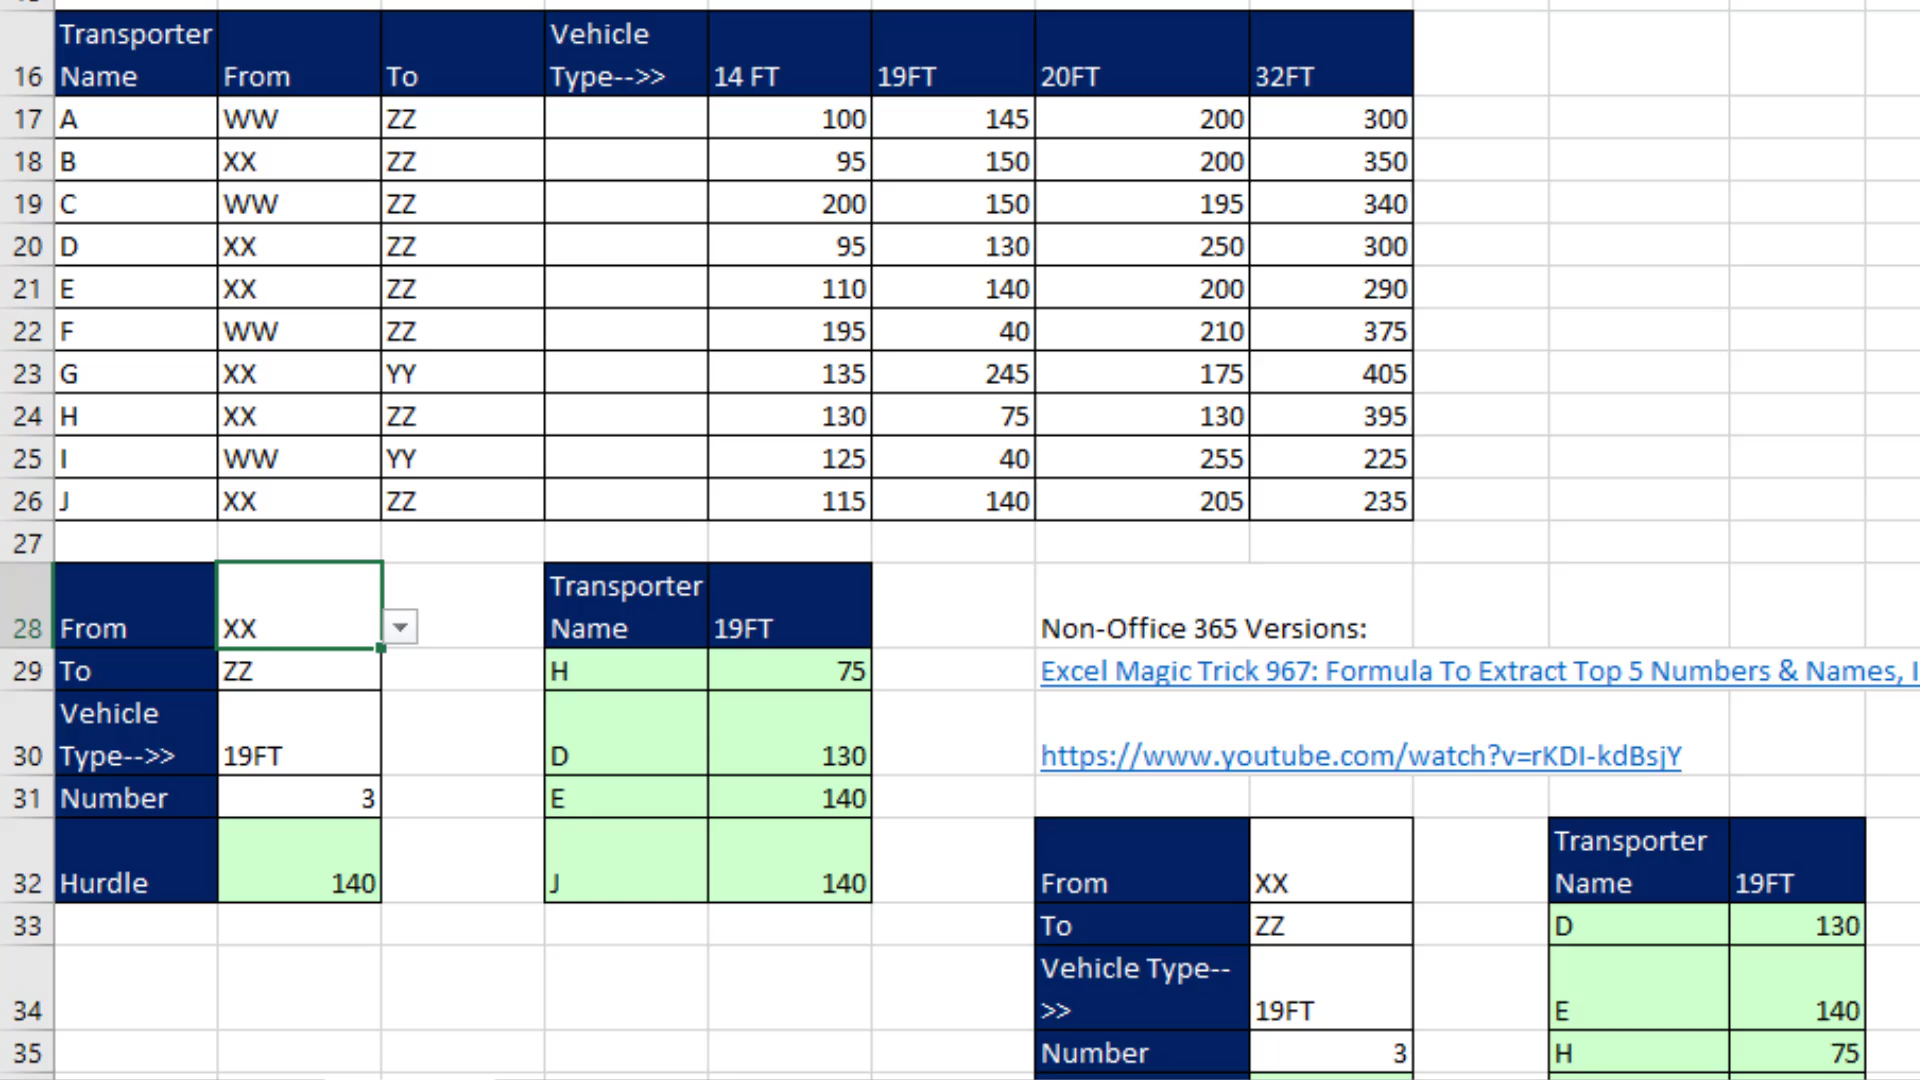 Transporter Vehicle
16 Name From To Type-->> 14 FT 19FT 20FT 32FT
17 A WW ZZ 100 145 200 300
18 B XX ZZ 95 150 200 350
19 C WW ZZ 200 150 195 340
20 D XX ZZ 95 130 250 300
21 E XX ZZ 110 140 200 290
22 F WW ZZ 195 40 210 375
23 G XX YY 135 245 175 405
24 H XX ZZ 130 75 130 395
25 I WW YY 125 40 255 225
26 J XX ZZ 115 140 205 235
27
Transporter
28 From XX Name 19FT Non-Office 365 Versions:
29 To ZZ H 75 Excel Magic Trick 967: Formula To Extract Top 5 Numbers & Names, I
Vehicle
30 Type-->> 19FT D 130 https://www.youtube.com/watch?v=rKDI-kdBsjY
31 Number 3 E 140
Transporter
32 Hurdle 140 J 140 From XX Name 19FT
33 To ZZ D 130
Vehicle Type--
34 >> 19FT E 140
35 Number 3 H 75